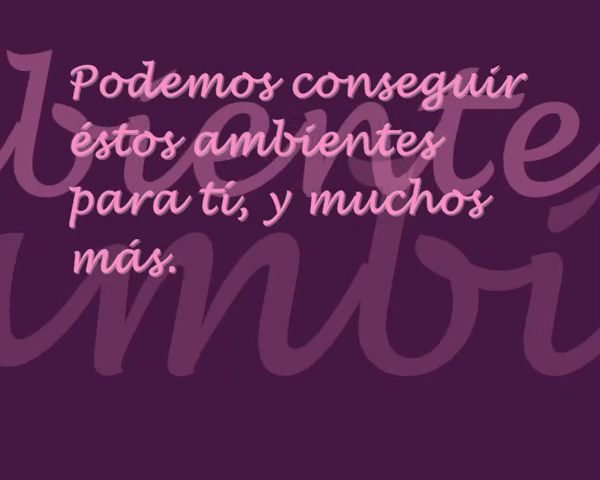 Podemos conseguir
éstos ambientes
para tí, y muchos
más.